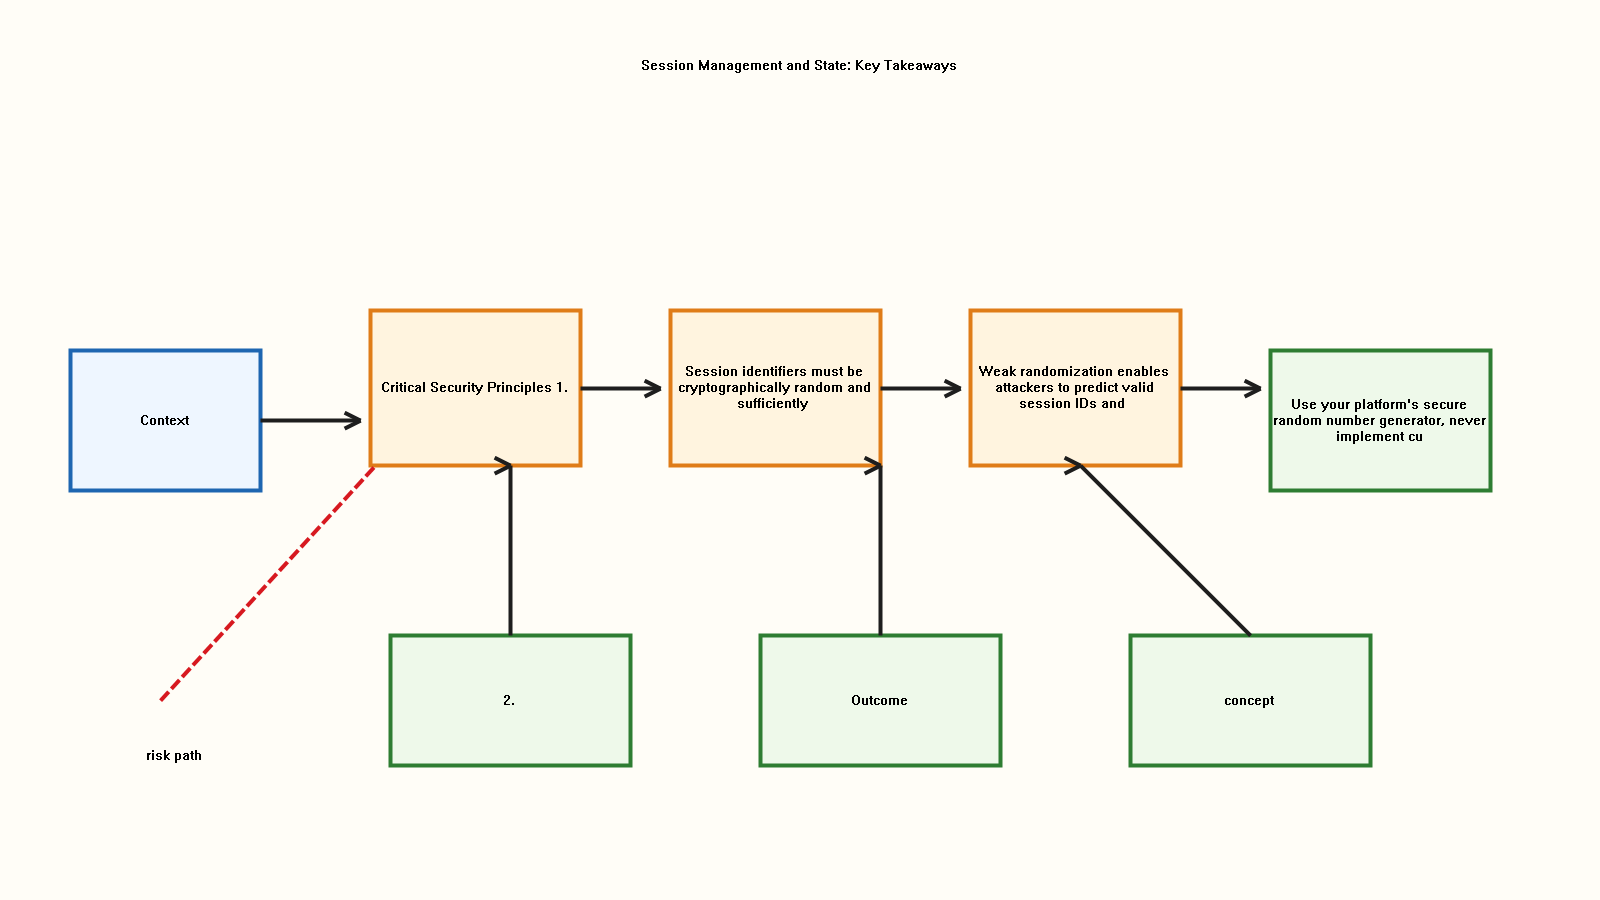 Session Management and State: Key Takeaways
Context
Critical Security Principles 1.
Session identifiers must be
cryptographically random and
sufficiently
Weak randomization enables
attackers to predict valid
session IDs and
Use your platform's secure
random number generator, never
implement cu
2.
Outcome
concept
risk path